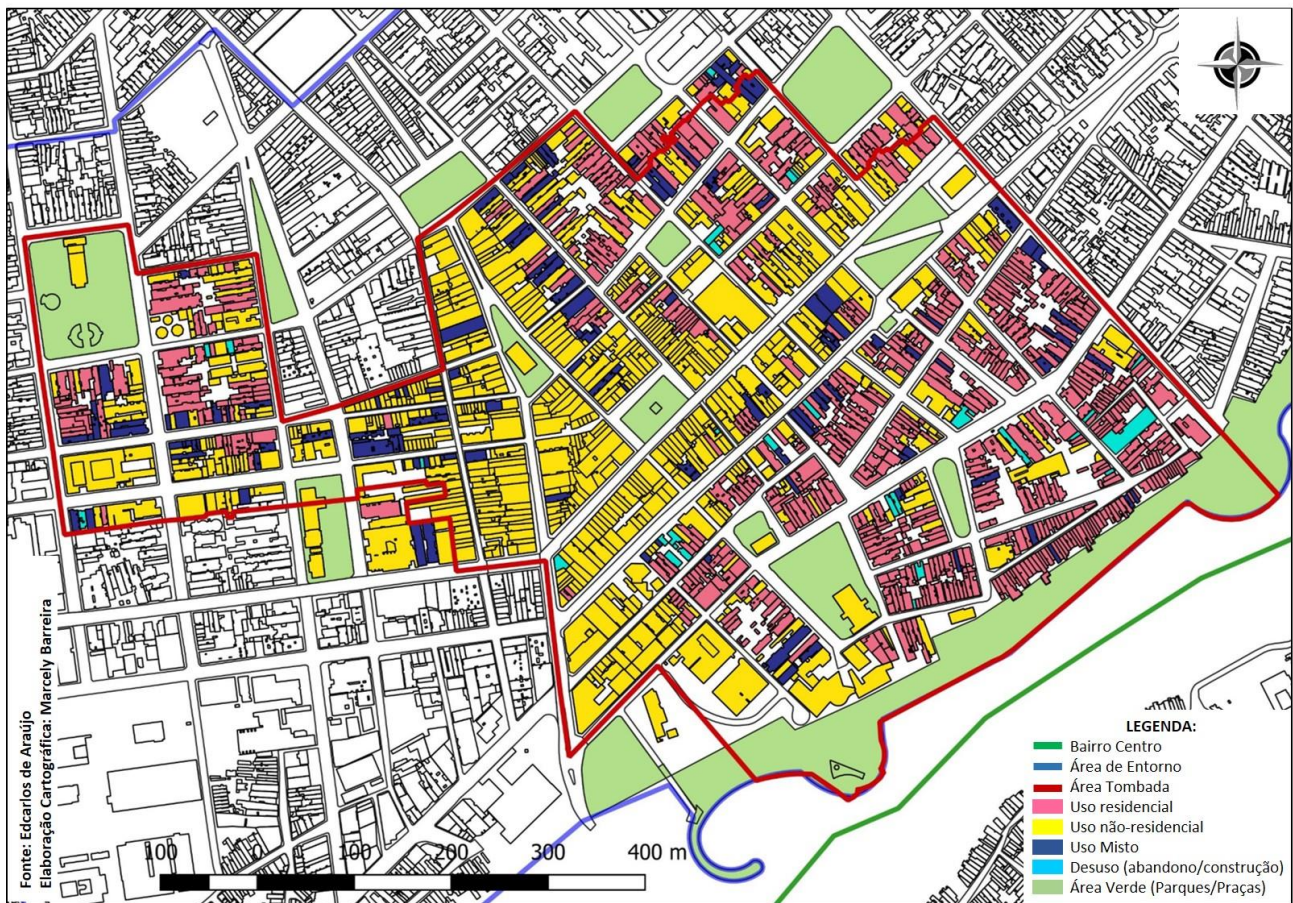 Fonte: Edcarlos de Araújo
Elaboração Cartográfica: Marcely Barreira
100 0 100 200 300 400 m
LEGENDA:
Bairro Centro
Área de Entorno
Área Tombada
Uso residencial
Uso não-residencial
Uso Misto
Desuso (abandono/construção)
Área Verde (Parques/Praças)